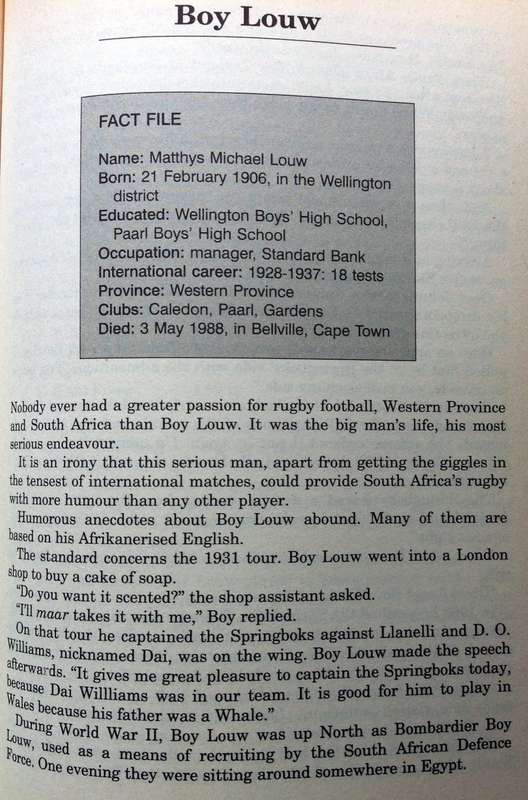 Boy Louw
FACT FILE
Name: Matthys Michael Louw
Born: 21 February 1906, in the Wellington
district
Educated: Wellington Boys' High School,
Paarl Boys' High School
Occupation: manager, Standard Bank
International career: 1928-1937: 18 tests
Province: Western Province
Clubs: Caledon, Paarl, Gardens
Died: 3 May 1988, in Bellville, Cape Town
Nobody ever had a greater passion for rugby football, Western Province
and South Africa than Boy Louw. It was the big man's life, his most
serious endeavour.
It is an irony that this serious man, apart from getting the giggles in
the tensest of international matches, could provide South Africa's rugby
with more humour than any other player.
Humorous anecdotes about Boy Louw abound. Many of them are
based on his Afrikanerised English.
The standard concerns the 1931 tour. Boy Louw went into a London
shop to buy a cake of soap.
"Do you want it scented?" the shop assistant asked.
"I'll maar takes it with me," Boy replied.
On that tour he captained the Springboks against Llanelli and D. O.
Williams, nicknamed Dai, was on the wing. Boy Louw made the speech
afterwards. "It gives me great pleasure to captain the Springboks today,
because Dai Willliams was in our team. It is good for him to play in
Wales because his father was a Whale."
During World War II, Boy Louw was up North as Bombardier Boy
Louw, used as a means of recruiting by the South African Defence
Force. One evening they were sitting around somewhere in Egypt.